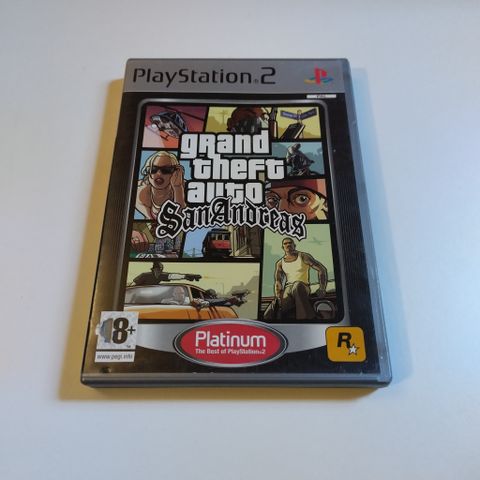 PlayStation®2
grand
theft
auto
San Andreas
18+
www.pegi.info
Platinum
The Best of PlayStation®2
R